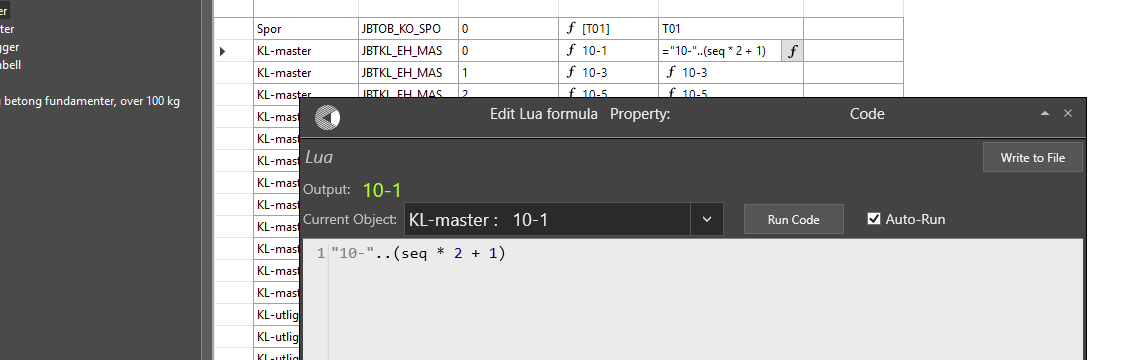 er
ter
gger
abell
betong fundamenter, over 100 kg
Spor JBTOB_KO_SPO 0 f [T01] T01
KL-master JBTKL_EH_MAS 0 f 10-1 ="10-"..(seq * 2 + 1) f
KL-master JBTKL_EH_MAS 1 f 10-3 f 10-3
KL-master JBTKL_EH_MAS 2 f 10-5 f 10-5
KL-mast
KL-mast
KL-mast
KL-mast
KL-mast
KL-mast
KL-mast
KL-mast
KL-mast
KL-utlig
KL-utlig
KL-utlig
Edit Lua formula Property: Code
Lua
Write to File
Output: 10-1
Current Object: KL-master : 10-1
Run Code
Auto-Run
1 "10-"..(seq * 2 + 1)